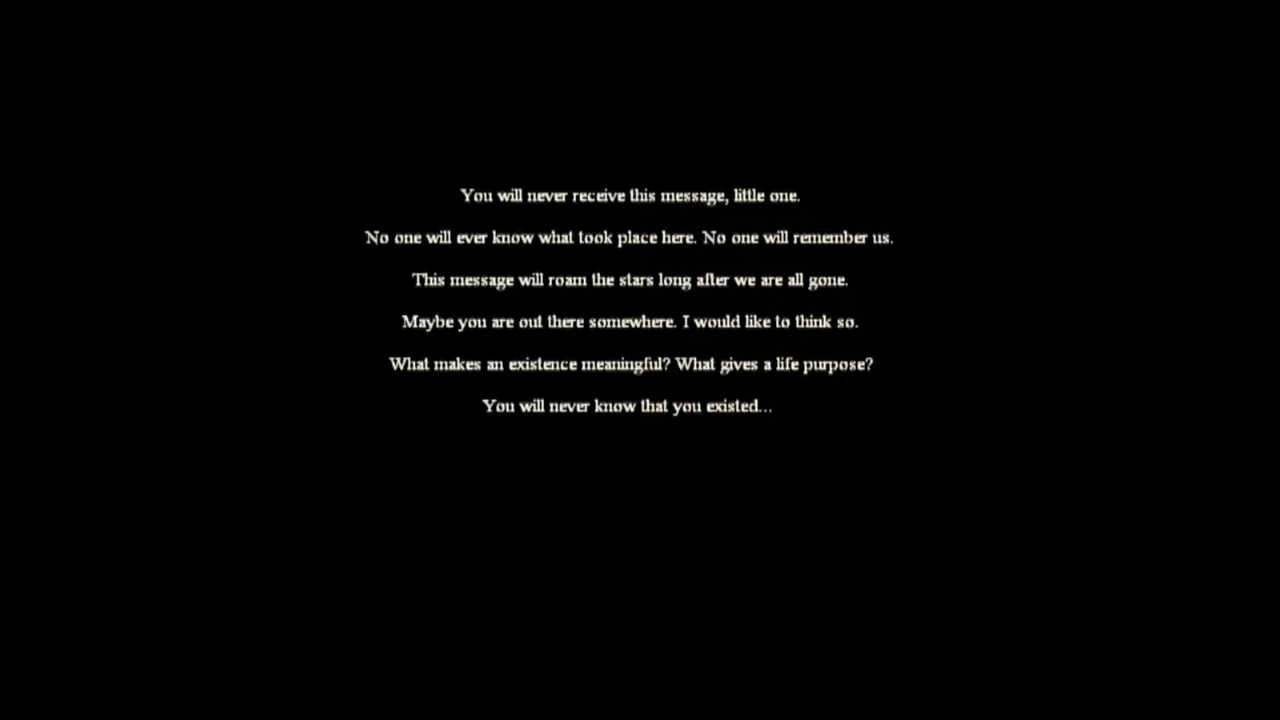 You will never receive this message, little one.
No one will ever know what took place here. No one will remember us.
This message will roam the stars long after we are all gone.
Maybe you are out there somewhere. I would like to think so.
What makes an existence meaningful? What gives a life purpose?
You will never know that you existed...